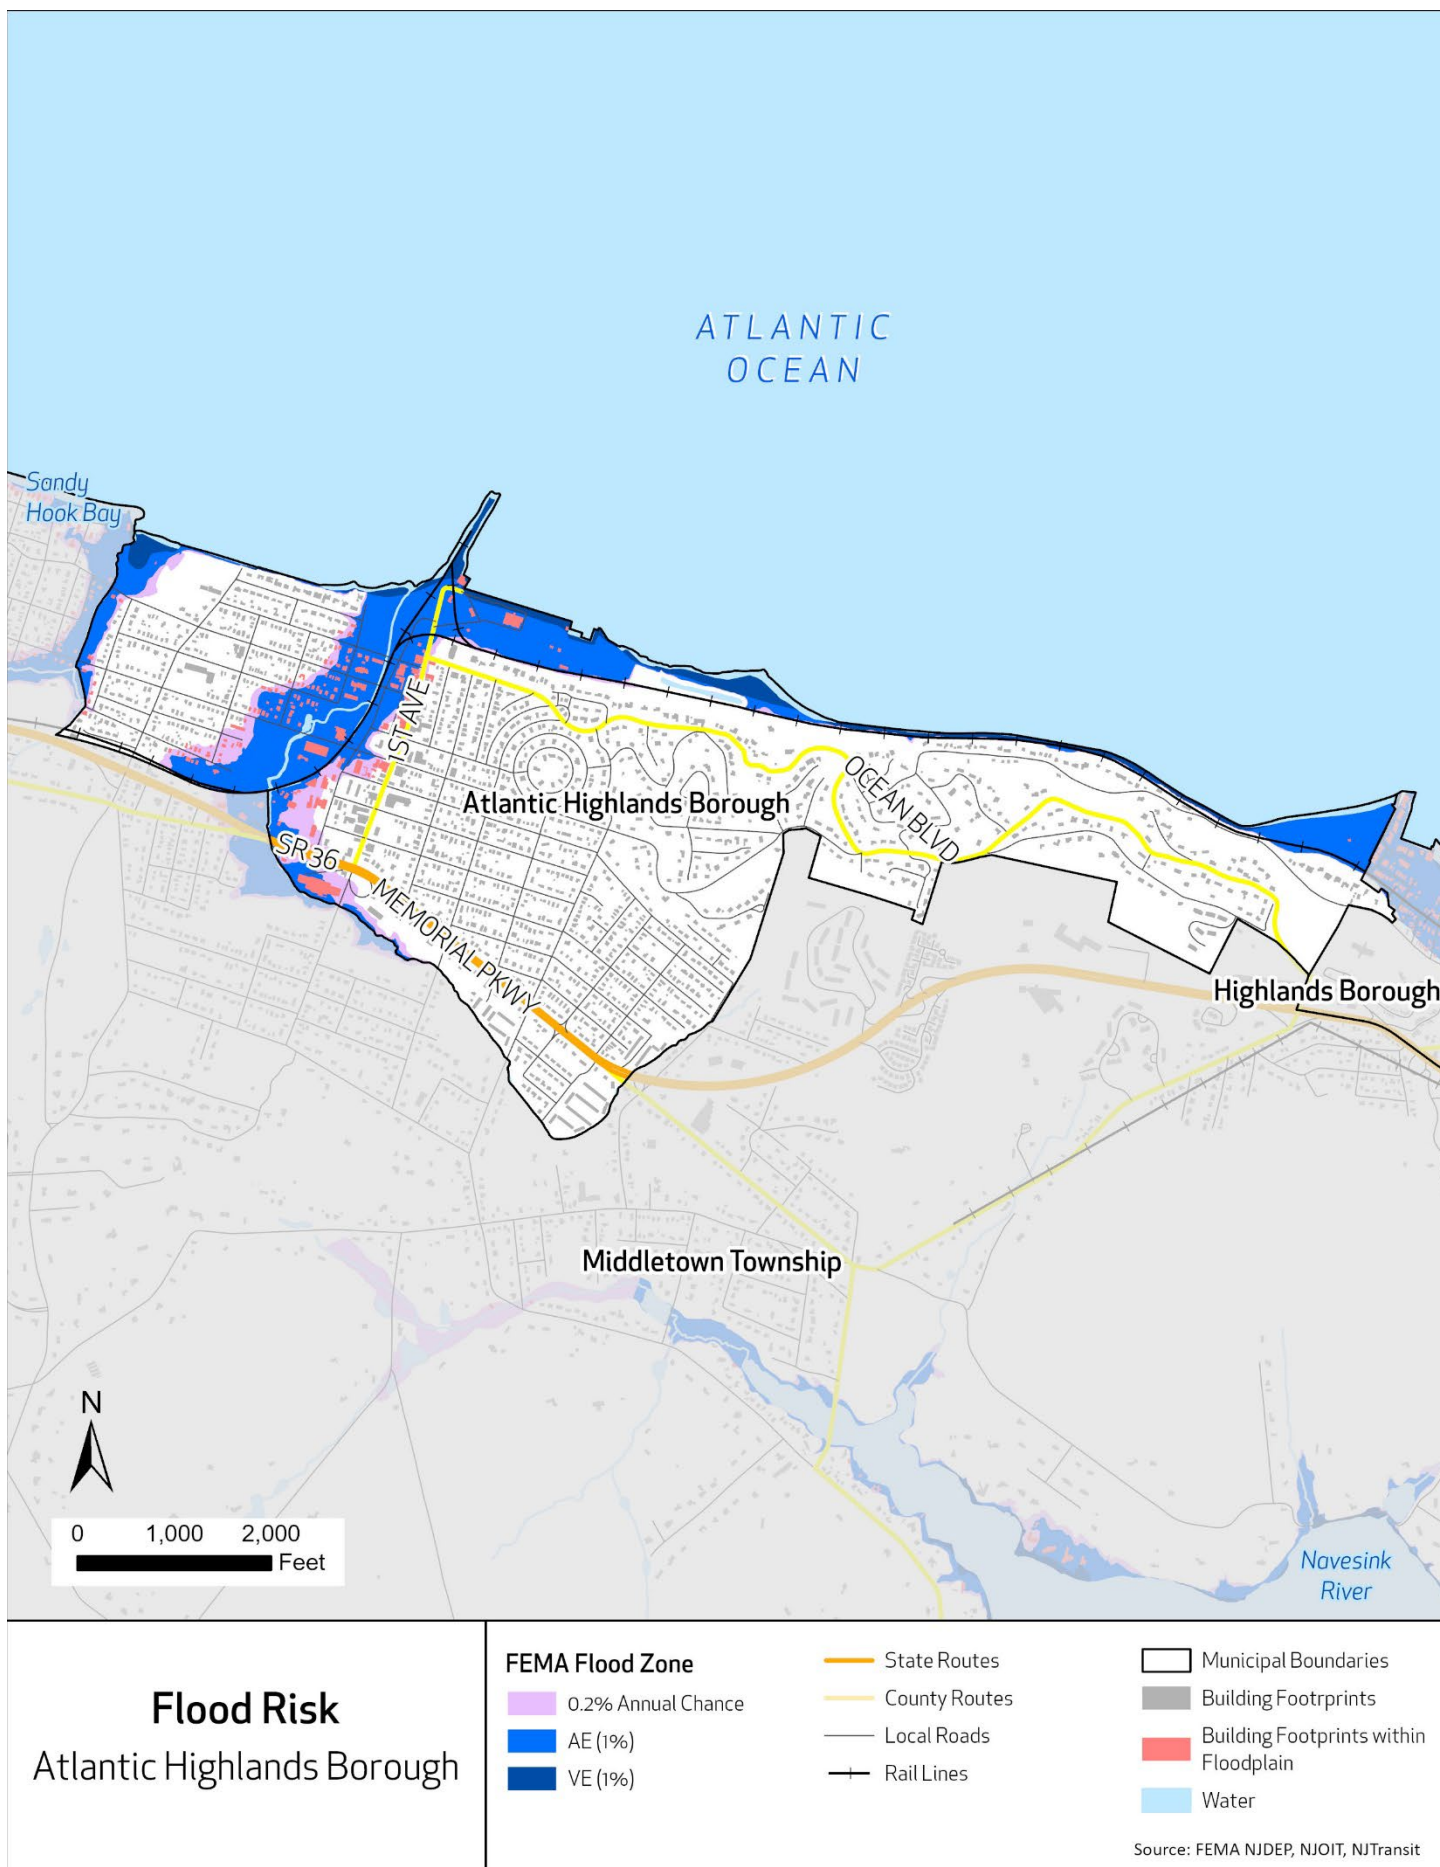 ATLANTIC
OCEAN
Sandy
Hook Bay
1ST AVE
OCEAN BLVD
Atlantic Highlands Borough
SR 36
MEMORIAL PKWY
Highlands Borough
Middletown Township
N
0 1,000 2,000
Feet
Navesink
River
Flood Risk
Atlantic Highlands Borough
FEMA Flood Zone
0.2% Annual Chance
AE (1%)
VE (1%)
State Routes
County Routes
Local Roads
Rail Lines
Municipal Boundaries
Building Footrprints
Building Footprints within
Floodplain
Water
Source: FEMA NJDEP, NJOIT, NJTransit